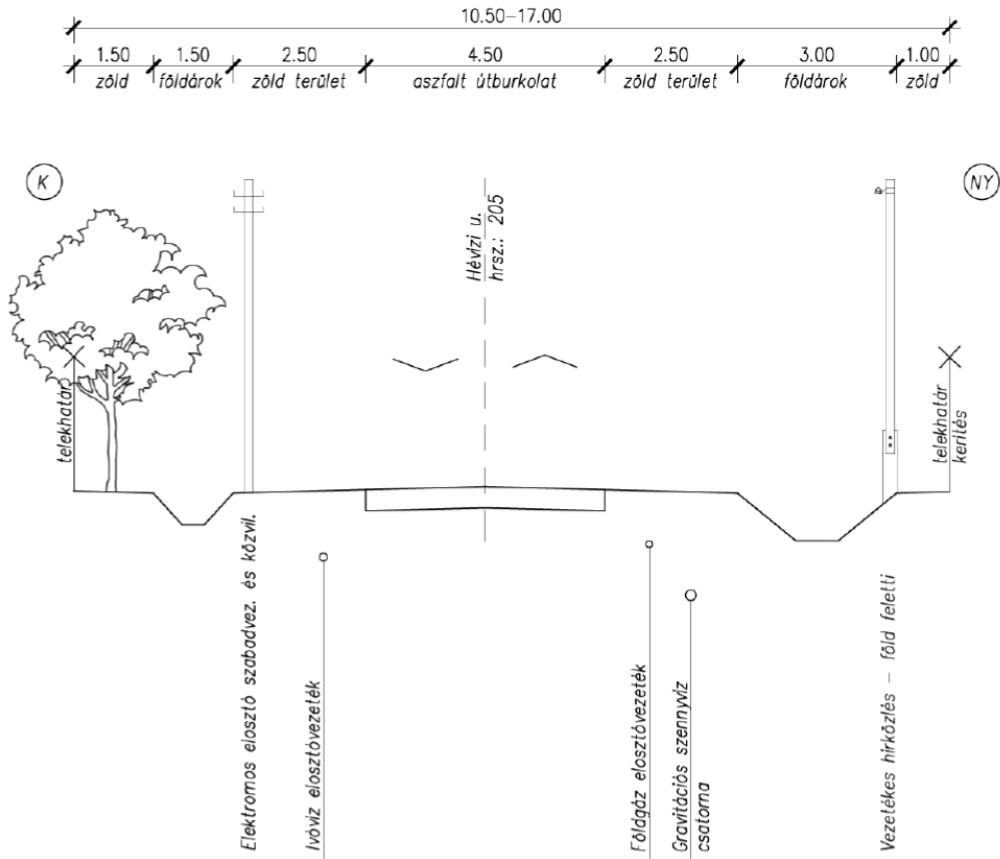 10.50–17.00
1.50 1.50 2.50 4.50 2.50 3.00 1.00
zöld földárok zöld terület aszfalt útburkolat zöld terület földárok zöld
K
NY
Hévízi u.
hrsz.: 205
telekhatár
telekhatár
kerítés
Elektromos elosztó szabadvez. és közvil.
Ivóvíz elosztóvezeték
Földgáz elosztóvezeték
Gravitációs szennyvíz
csatorna
Vezetékes hírközlés – föld feletti